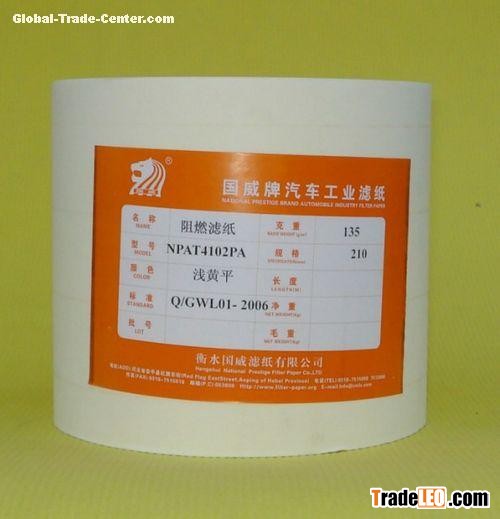 Global-Trade-Center.com
®
国威牌汽车工业滤纸
NATIONAL PRESTIGE BRAND AUTOMOBILE INDUSTRY FILTER PAPER
名称 NAME 阻燃滤纸 克重 135
型号 MODEL NPAT4102PA 规格 210
颜色 COLOR 浅黄平 长度 LENGTH(M)
标准 STANDARD Q/GWL01- 2006 净重
批号 LOT 毛重
衡水国威滤纸有限公司
Hengshui National Prestige Filter Paper Co.,LTD
TradeLEO.com